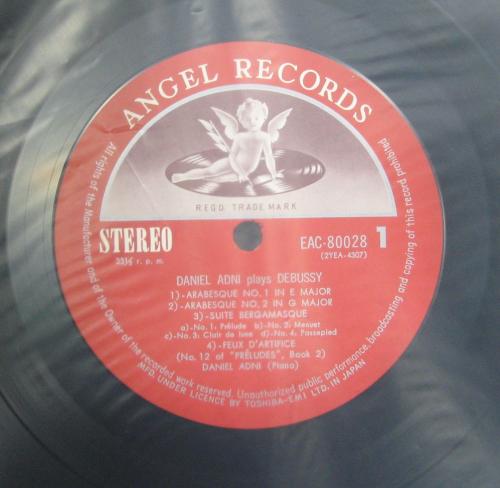 ANGEL RECORDS
REGD. TRADE MARK
STEREO
33⅓ r. p. m.
EAC-80028 1
(2YEA-4307)
DANIEL ADNI plays DEBUSSY
1)-ARABESQUE NO. 1 IN E MAJOR
2)-ARABESQUE NO. 2 IN G MAJOR
3)-SUITE BERGAMASQUE
a)-No. 1: Prélude b)-No. 2: Menuet
c)-No. 3: Clair de lune d)-No. 4: Passepied
4)-FEUX D'ARTIFICE
(No. 12 of "PRÉLUDES", Book 2)
DANIEL ADNI (Piano)
All rights of the Manufacturer and of the Owner of the recorded work reserved. Unauthorized public performance, broadcasting and copying of this record prohibited
MFD. UNDER LICENCE BY TOSHIBA-EMI LTD. IN JAPAN